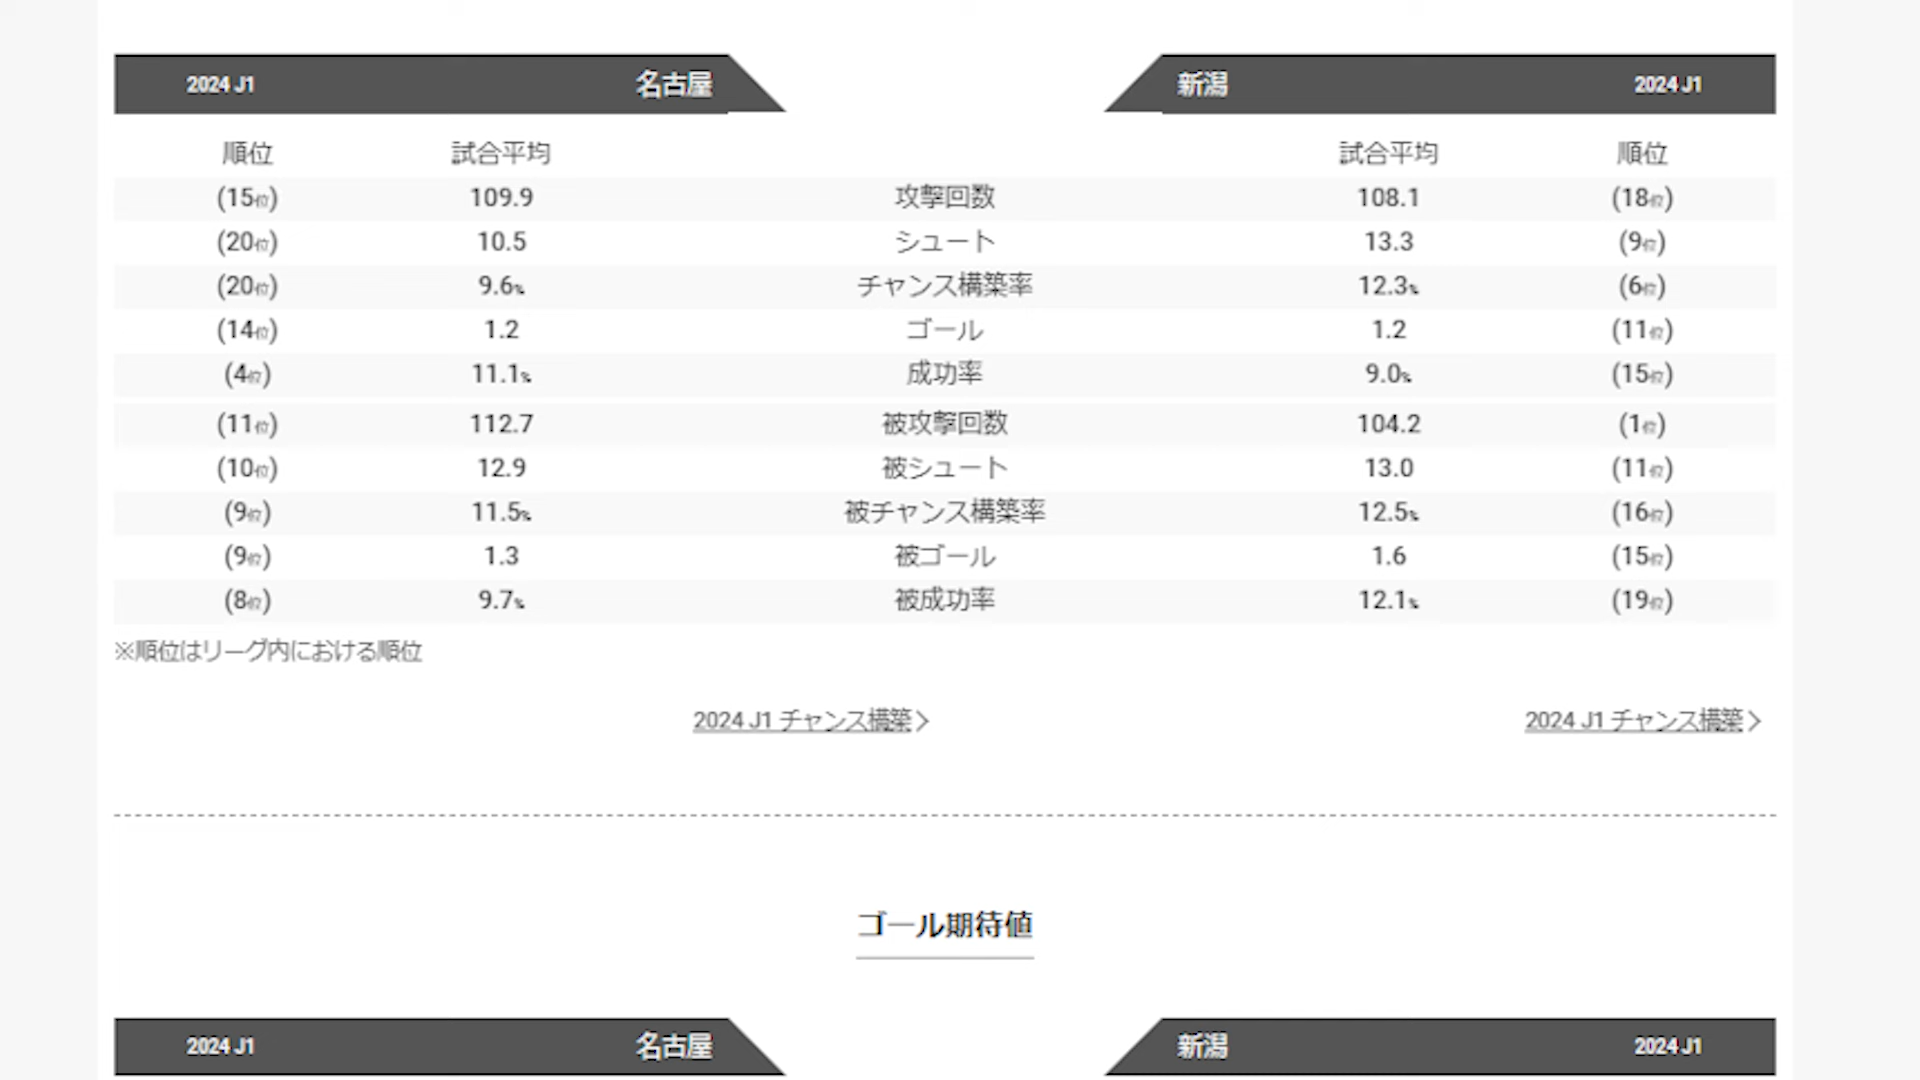 2024 J1 名古屋 新潟 2024 J1
順位 試合平均 試合平均 順位
(15位) 109.9 攻撃回数 108.1 (18位)
(20位) 10.5 シュート 13.3 (9位)
(20位) 9.6% チャンス構築率 12.3% (6位)
(14位) 1.2 ゴール 1.2 (11位)
(4位) 11.1% 成功率 9.0% (15位)
(11位) 112.7 被攻撃回数 104.2 (1位)
(10位) 12.9 被シュート 13.0 (11位)
(9位) 11.5% 被チャンス構築率 12.5% (16位)
(9位) 1.3 被ゴール 1.6 (15位)
(8位) 9.7% 被成功率 12.1% (19位)
※順位はリーグ内における順位
2024 J1 チャンス構築> 2024 J1 チャンス構築>
ゴール期待値
2024 J1 名古屋 新潟 2024 J1